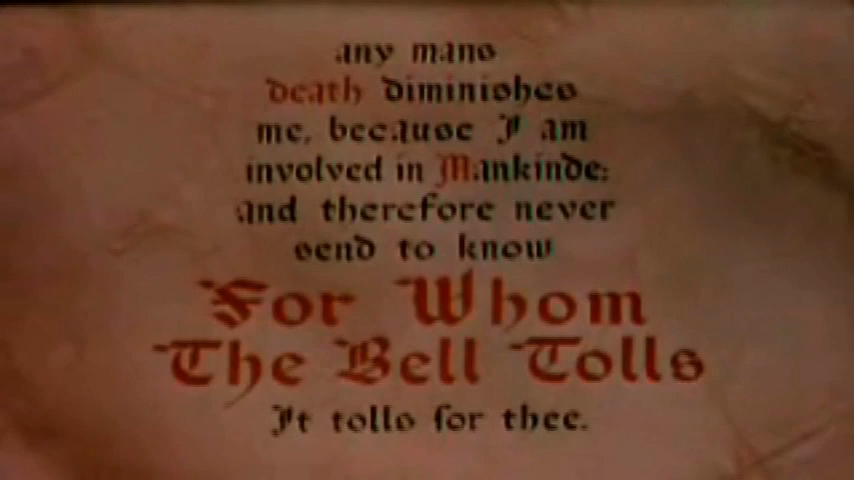 any mans
death diminishes
me, because I am
involved in Mankinde:
and therefore never
send to know
For Whom
The Bell Tolls
It tolls for thee.